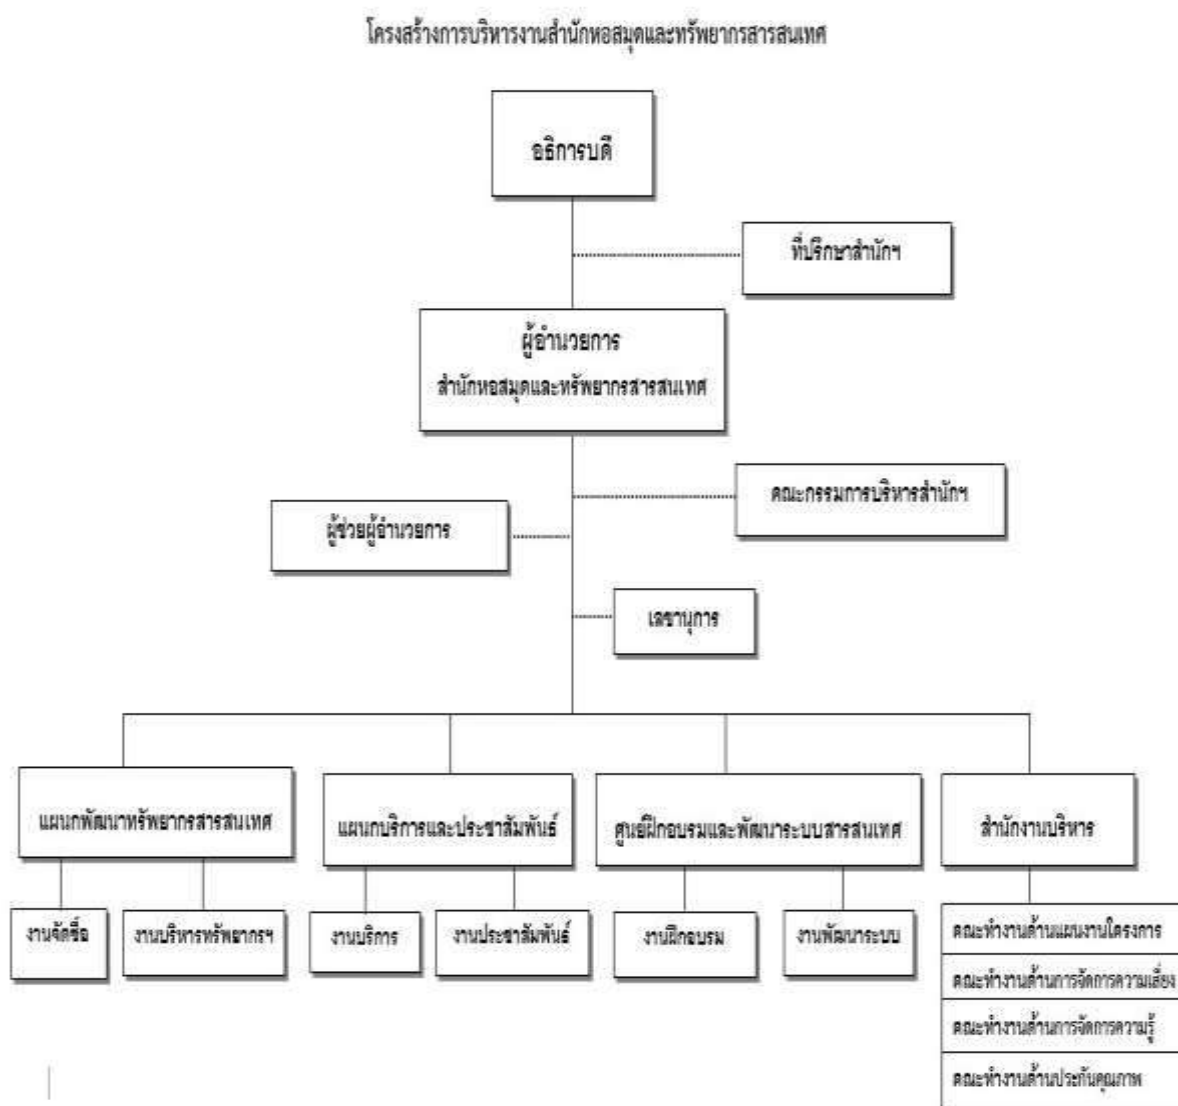 โครงสร้างการบริหารงานสำนักหอสมุดและทรัพยากรสารสนเทศ
อธิการบดี
ที่ปรึกษาสำนักฯ
ผู้อำนวยการ
สำนักหอสมุดและทรัพยากรสารสนเทศ
คณะกรรมการบริหารสำนักฯ
ผู้ช่วยผู้อำนวยการ
เลขานุการ
แผนกพัฒนาทรัพยากรสารสนเทศ
แผนกบริการและประชาสัมพันธ์
ศูนย์ฝึกอบรมและพัฒนาระบบสารสนเทศ
สำนักงานบริหาร
งานจัดซื้อ
งานบริหารทรัพยากรฯ
งานบริการ
งานประชาสัมพันธ์
งานฝึกอบรม
งานพัฒนาระบบ
คณะทำงานด้านแผนงานโครงการ
คณะทำงานด้านการจัดการความเสี่ยง
คณะทำงานด้านการจัดการความรู้
คณะทำงานด้านประกันคุณภาพ